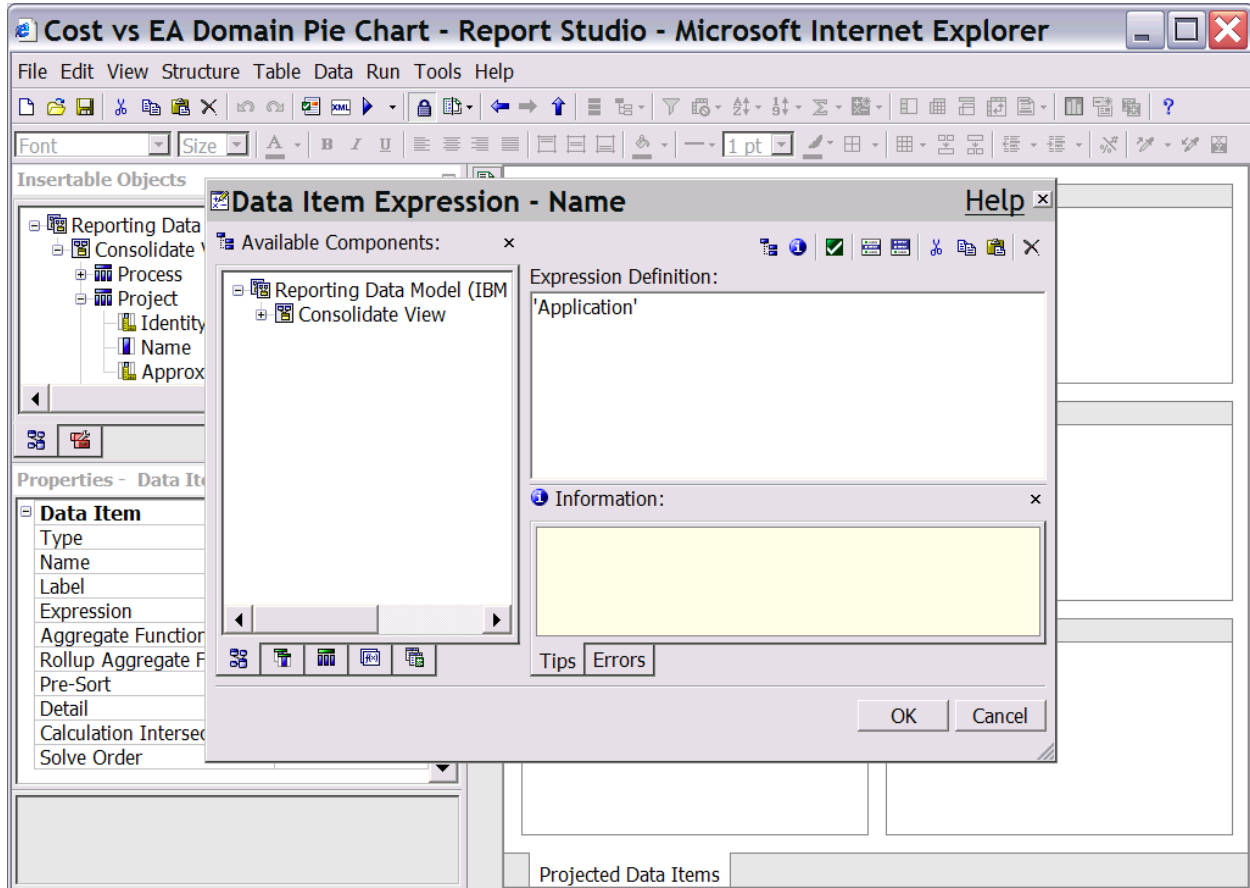 Cost vs EA Domain Pie Chart - Report Studio - Microsoft Internet Explorer
File Edit View Structure Table Data Run Tools Help
Font Size A B I U 1 pt
Insertable Objects
Reporting Data
Consolidate
Process
Project
Identity
Name
Approx
Properties - Data Ite
Data Item
Type
Name
Label
Expression
Aggregate Function
Rollup Aggregate F
Pre-Sort
Detail
Calculation Intersec
Solve Order
Data Item Expression - Name Help
Available Components:
Reporting Data Model (IBM
Consolidate View
Expression Definition:
'Application'
Information:
Tips Errors
OK Cancel
Projected Data Items